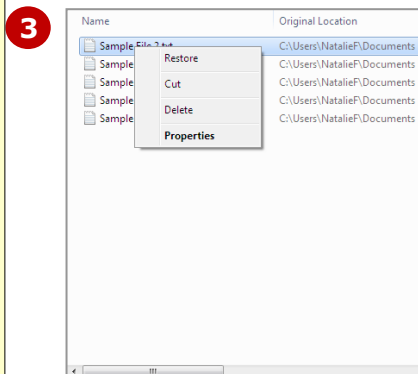 3
Name Original Location
Sample File 2.txt C:\Users\NatalieF\Documents
Sample C:\Users\NatalieF\Documents
Sample C:\Users\NatalieF\Documents
Sample C:\Users\NatalieF\Documents
Sample C:\Users\NatalieF\Documents
Restore
Cut
Delete
Properties